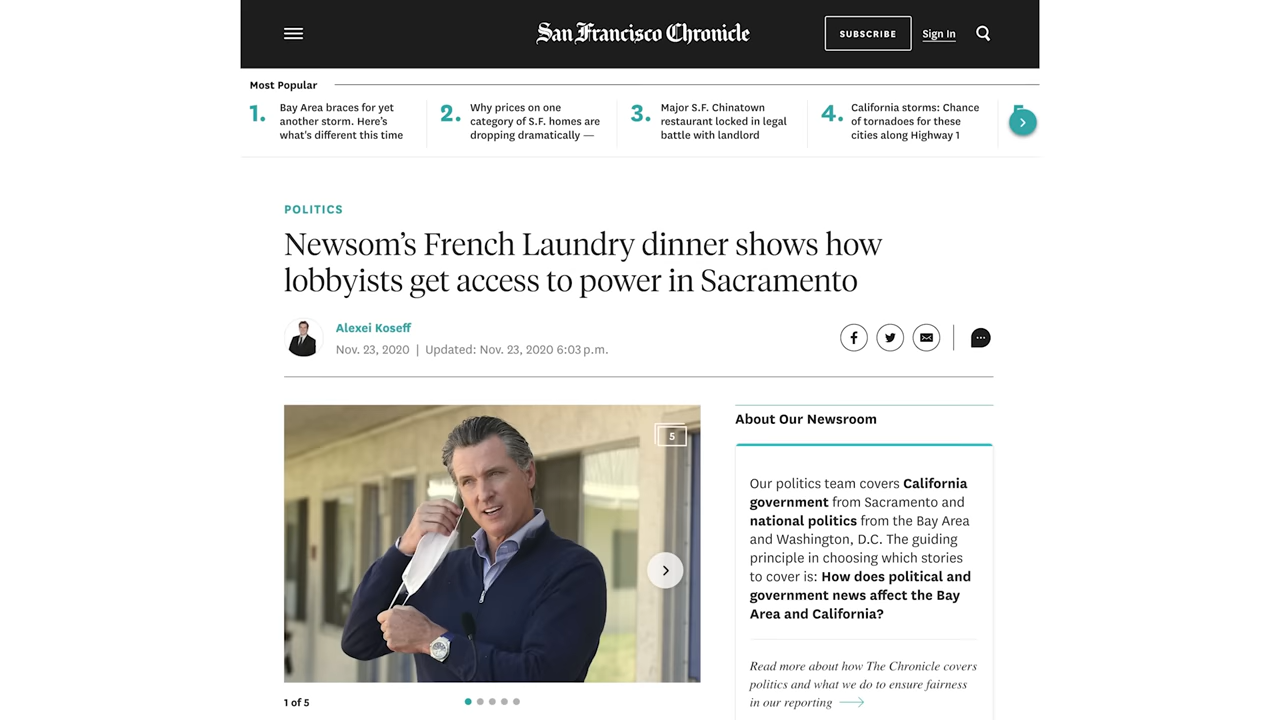 San Francisco Chronicle
SUBSCRIBE
Sign In
Most Popular
1.
Bay Area braces for yet
another storm. Here's
what's different this time
2.
Why prices on one
category of S.F. homes are
dropping dramatically —
3.
Major S.F. Chinatown
restaurant locked in legal
battle with landlord
4.
California storms: Chance
of tornadoes for these
cities along Highway 1
POLITICS
Newsom's French Laundry dinner shows how
lobbyists get access to power in Sacramento
Alexei Koseff
Nov. 23, 2020 | Updated: Nov. 23, 2020 6:03 p.m.
5
1 of 5
About Our Newsroom
Our politics team covers California
government from Sacramento and
national politics from the Bay Area
and Washington, D.C. The guiding
principle in choosing which stories
to cover is: How does political and
government news affect the Bay
Area and California?
Read more about how The Chronicle covers
politics and what we do to ensure fairness
in our reporting